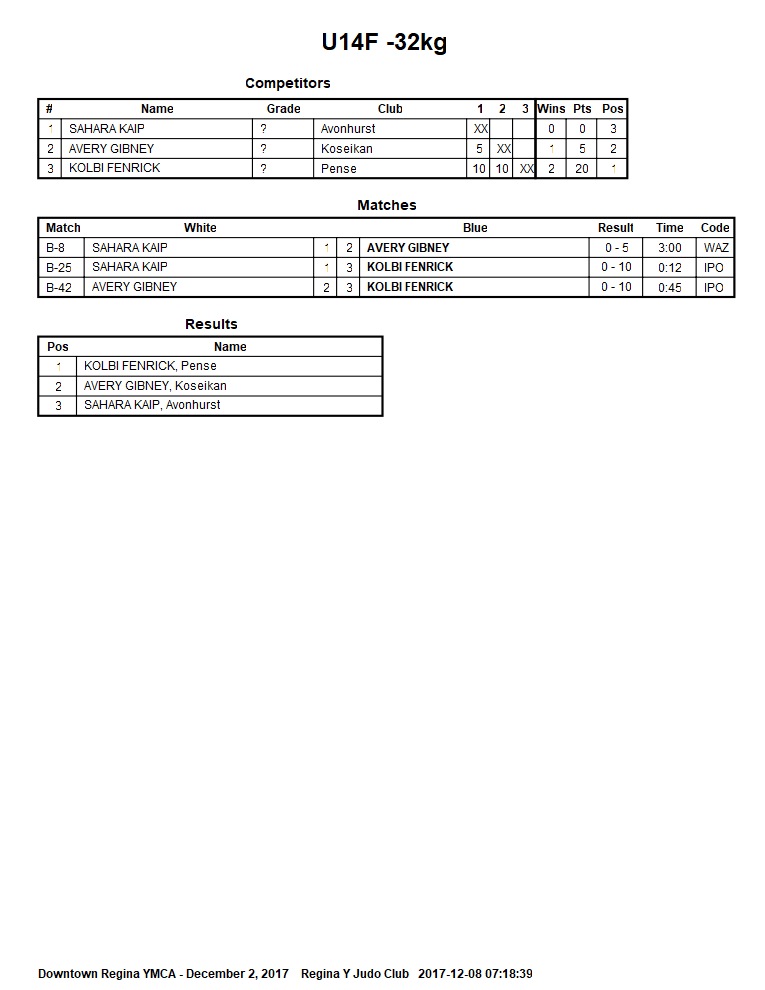 U14F -32kg
Competitors
# Name Grade Club 1 2 3 Wins Pts Pos
1 SAHARA KAIP ? Avonhurst XX 0 0 3
2 AVERY GIBNEY ? Koseikan 5 XX 1 5 2
3 KOLBI FENRICK ? Pense 10 10 XX 2 20 1
Matches
Match White Blue Result Time Code
B-8 SAHARA KAIP 1 2 AVERY GIBNEY 0 - 5 3:00 WAZ
B-25 SAHARA KAIP 1 3 KOLBI FENRICK 0 - 10 0:12 IPO
B-42 AVERY GIBNEY 2 3 KOLBI FENRICK 0 - 10 0:45 IPO
Results
Pos Name
1 KOLBI FENRICK, Pense
2 AVERY GIBNEY, Koseikan
3 SAHARA KAIP, Avonhurst
Downtown Regina YMCA - December 2, 2017 Regina Y Judo Club 2017-12-08 07:18:39